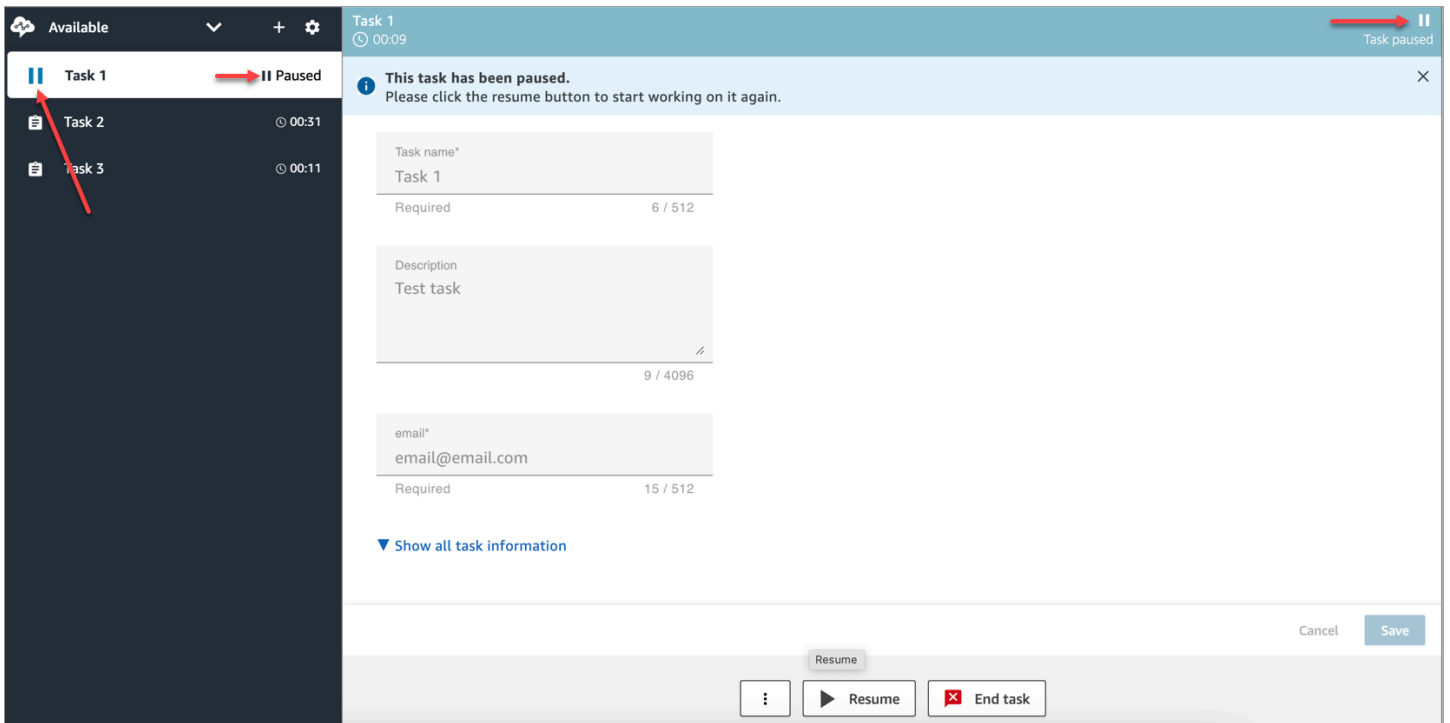 Available
Task 1
Paused
Task 2
00:31
Task 3
00:11
Task 1
00:09
Task paused
This task has been paused.
Please click the resume button to start working on it again.
Task name*
Task 1
Required 6 / 512
Description
Test task
9 / 4096
email*
email@email.com
Required 15 / 512
Show all task information
Cancel Save
Resume
Resume End task